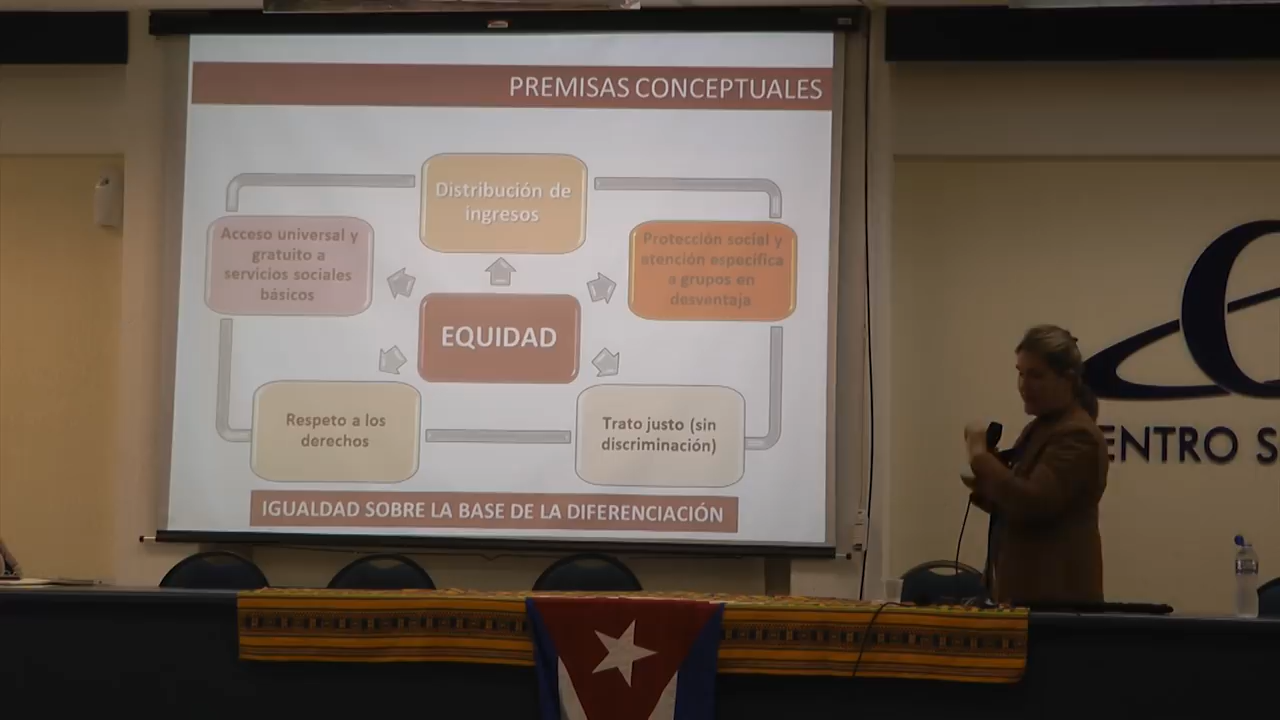 PREMISAS CONCEPTUALES
Distribución de
ingresos
Acceso universal y
gratuito a
servicios sociales
básicos
Protección social y
atención específica
a grupos en
desventaja
EQUIDAD
Respeto a los
derechos
Trato justo (sin
discriminación)
IGUALDAD SOBRE LA BASE DE LA DIFERENCIACIÓN
ENTRO S